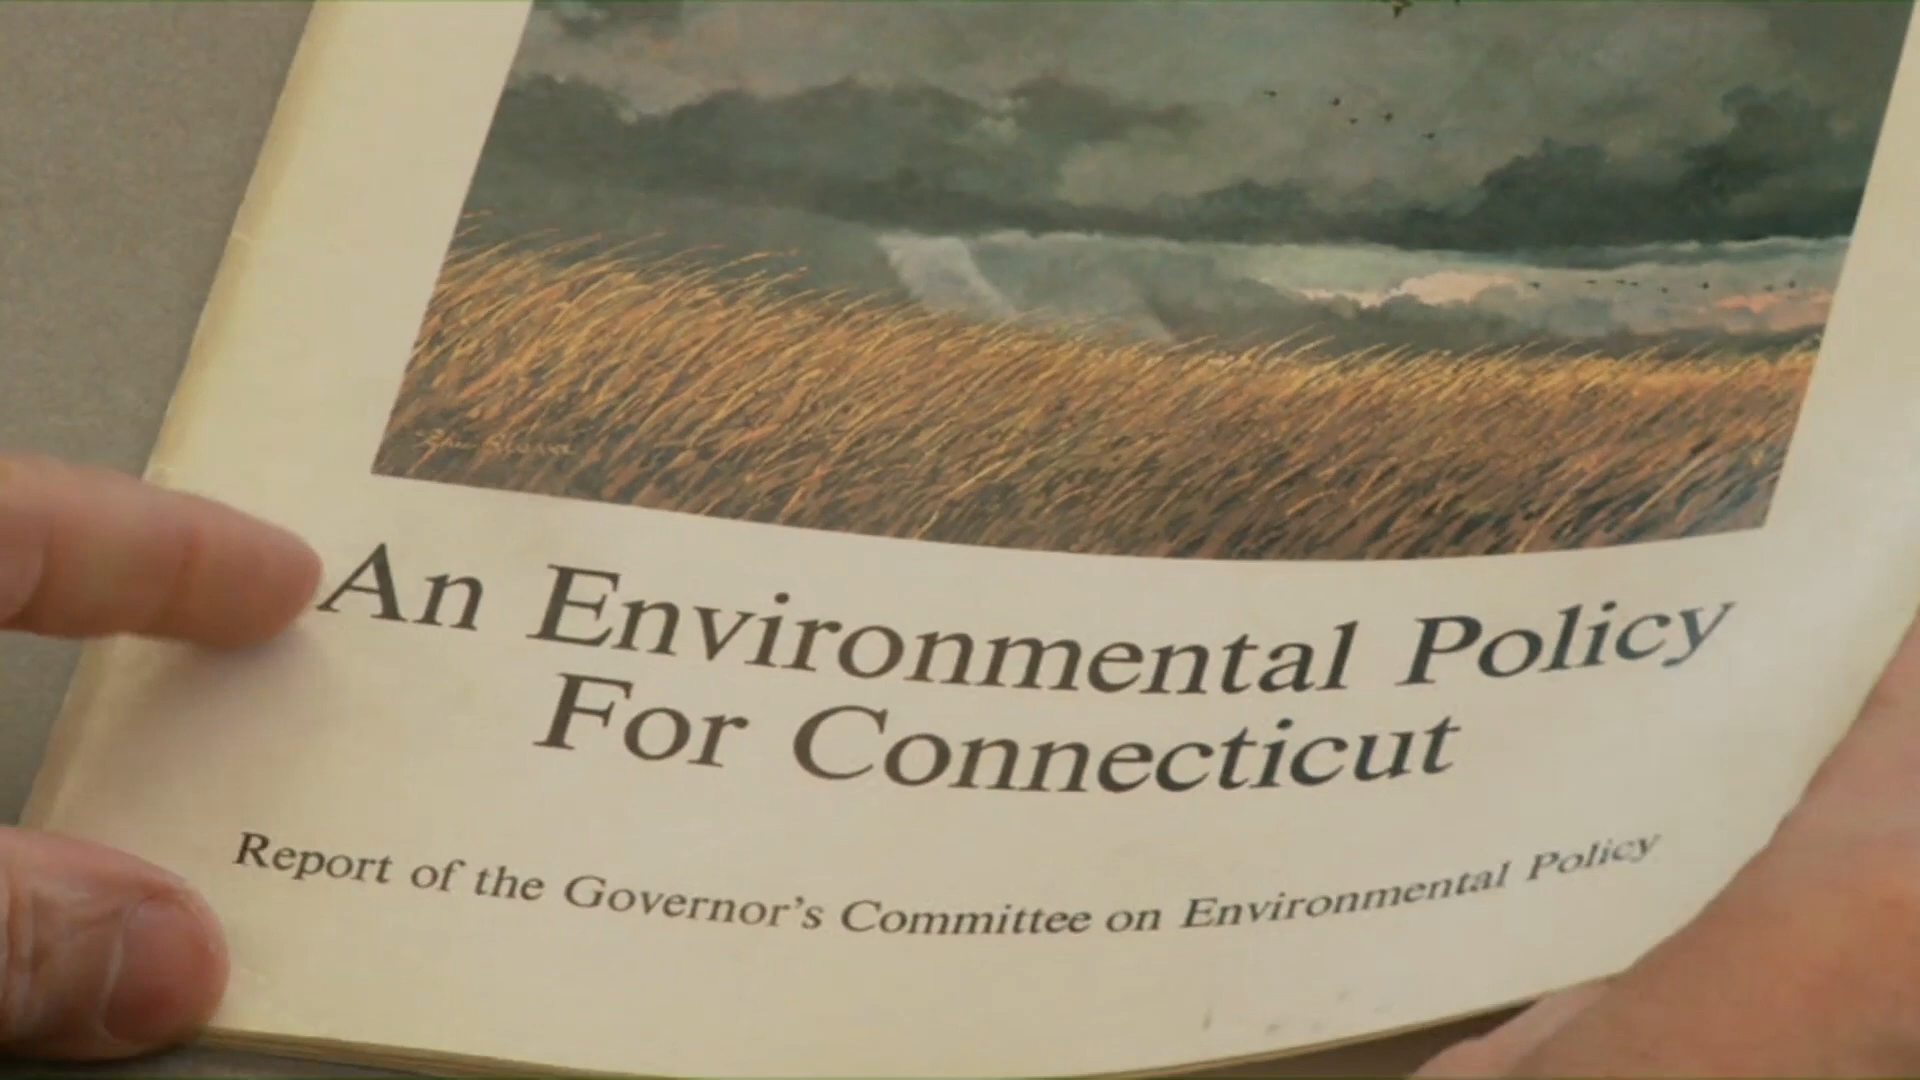 An Environmental Policy
For Connecticut
Report of the Governor's Committee on Environmental Policy